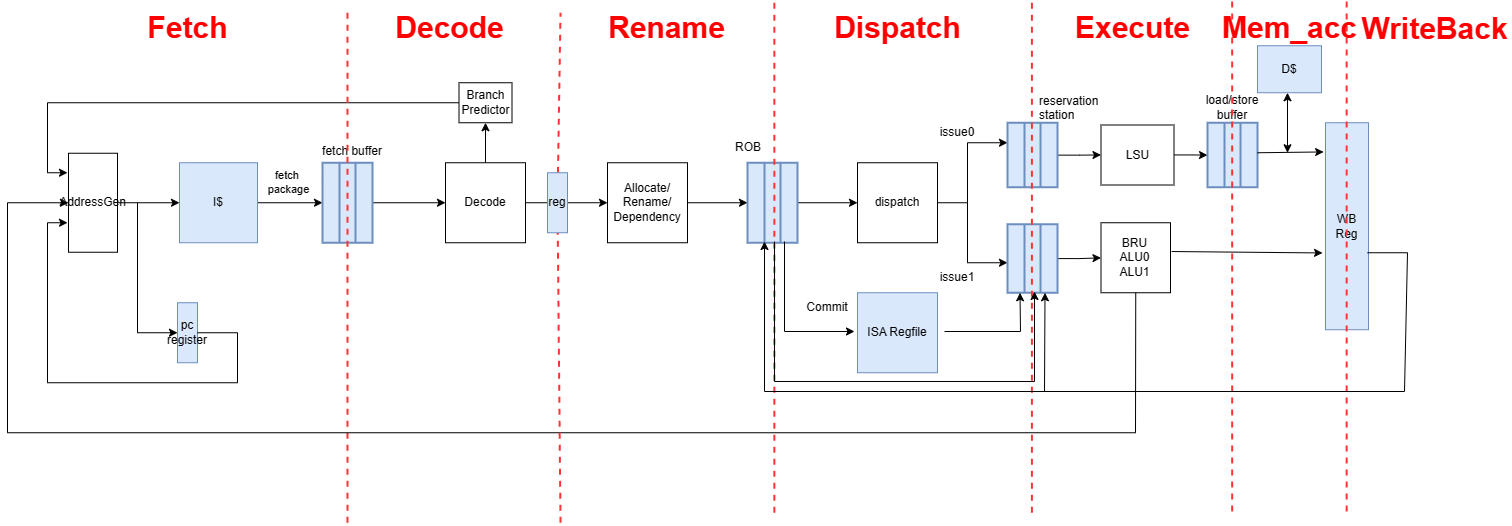 Fetch
Decode
Rename
Dispatch
Execute
Mem_acc
WriteBack
D$
Branch
Predictor
reservation
station
load/store
buffer
issue0
ROB
fetch buffer
LSU
fetch
package
AddressGen
I$
Decode
reg
Allocate/
Rename/
Dependency
dispatch
WB
Reg
BRU
ALU0
ALU1
issue1
Commit
ISA Regfile
pc
register